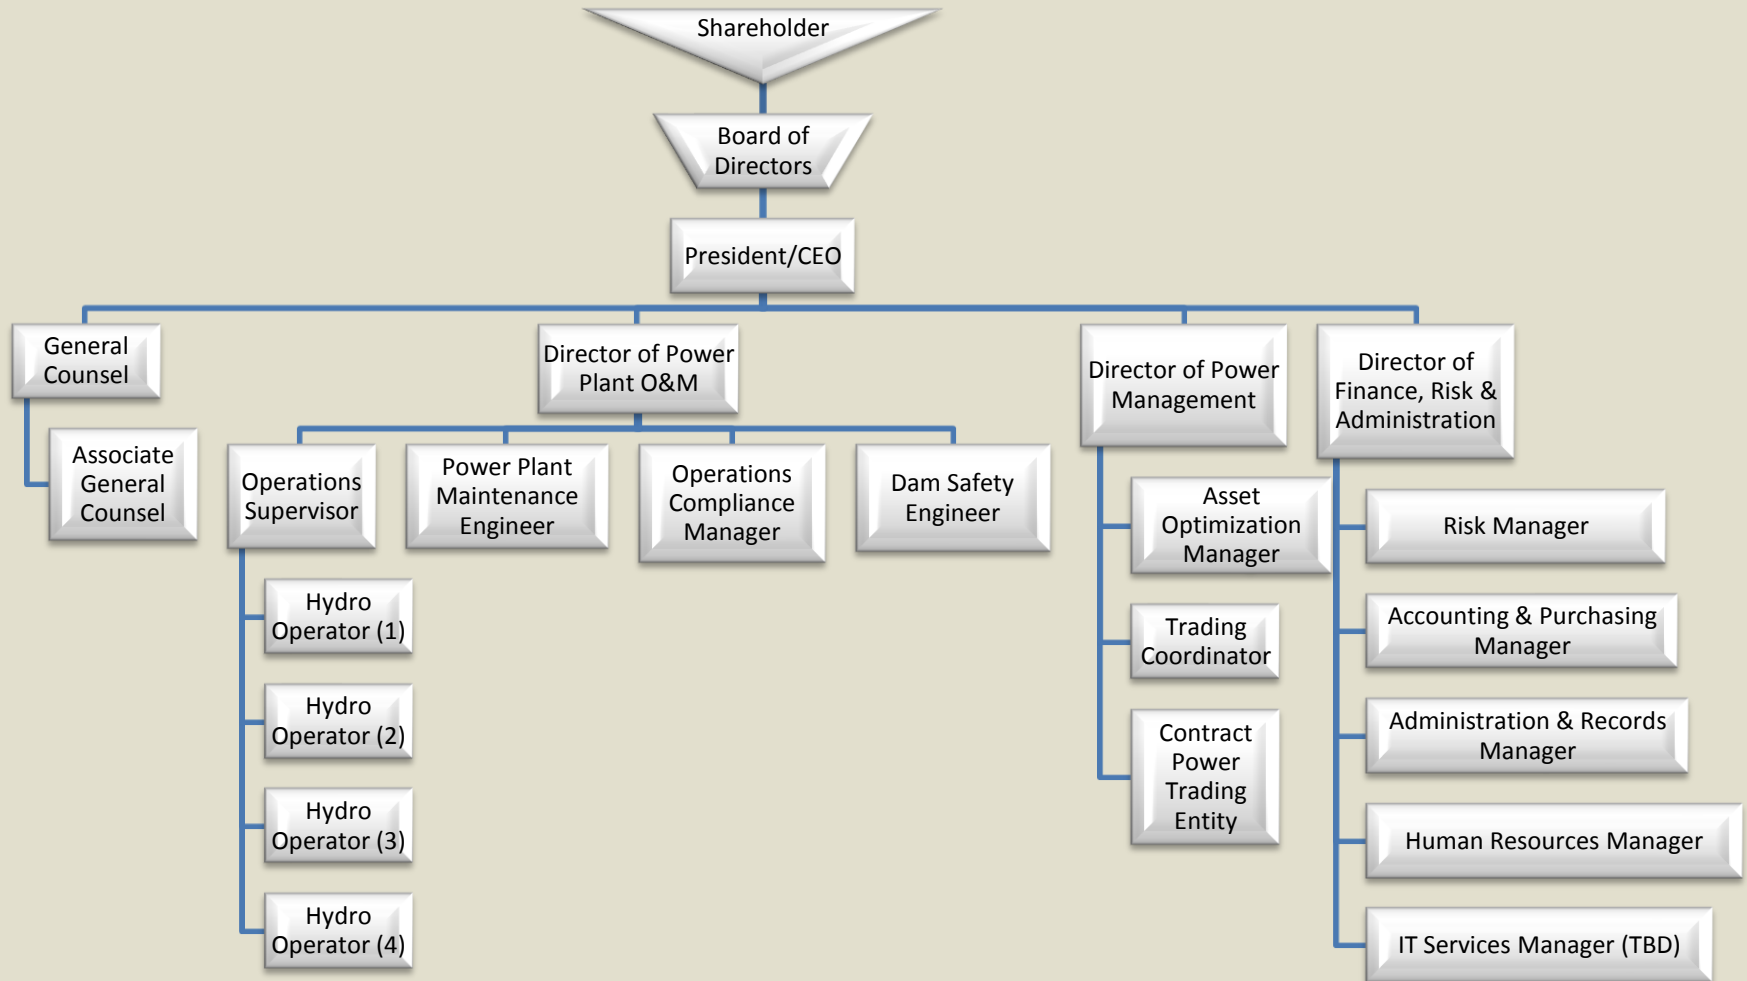 Shareholder
Board of
Directors
President/CEO
General
Counsel
Associate
General
Counsel
Director of Power
Plant O&M
Operations
Supervisor
Hydro
Operator (1)
Hydro
Operator (2)
Hydro
Operator (3)
Hydro
Operator (4)
Power Plant
Maintenance
Engineer
Operations
Compliance
Manager
Dam Safety
Engineer
Director of Power
Management
Asset
Optimization
Manager
Trading
Coordinator
Contract
Power
Trading
Entity
Director of
Finance, Risk &
Administration
Risk Manager
Accounting & Purchasing
Manager
Administration & Records
Manager
Human Resources Manager
IT Services Manager (TBD)